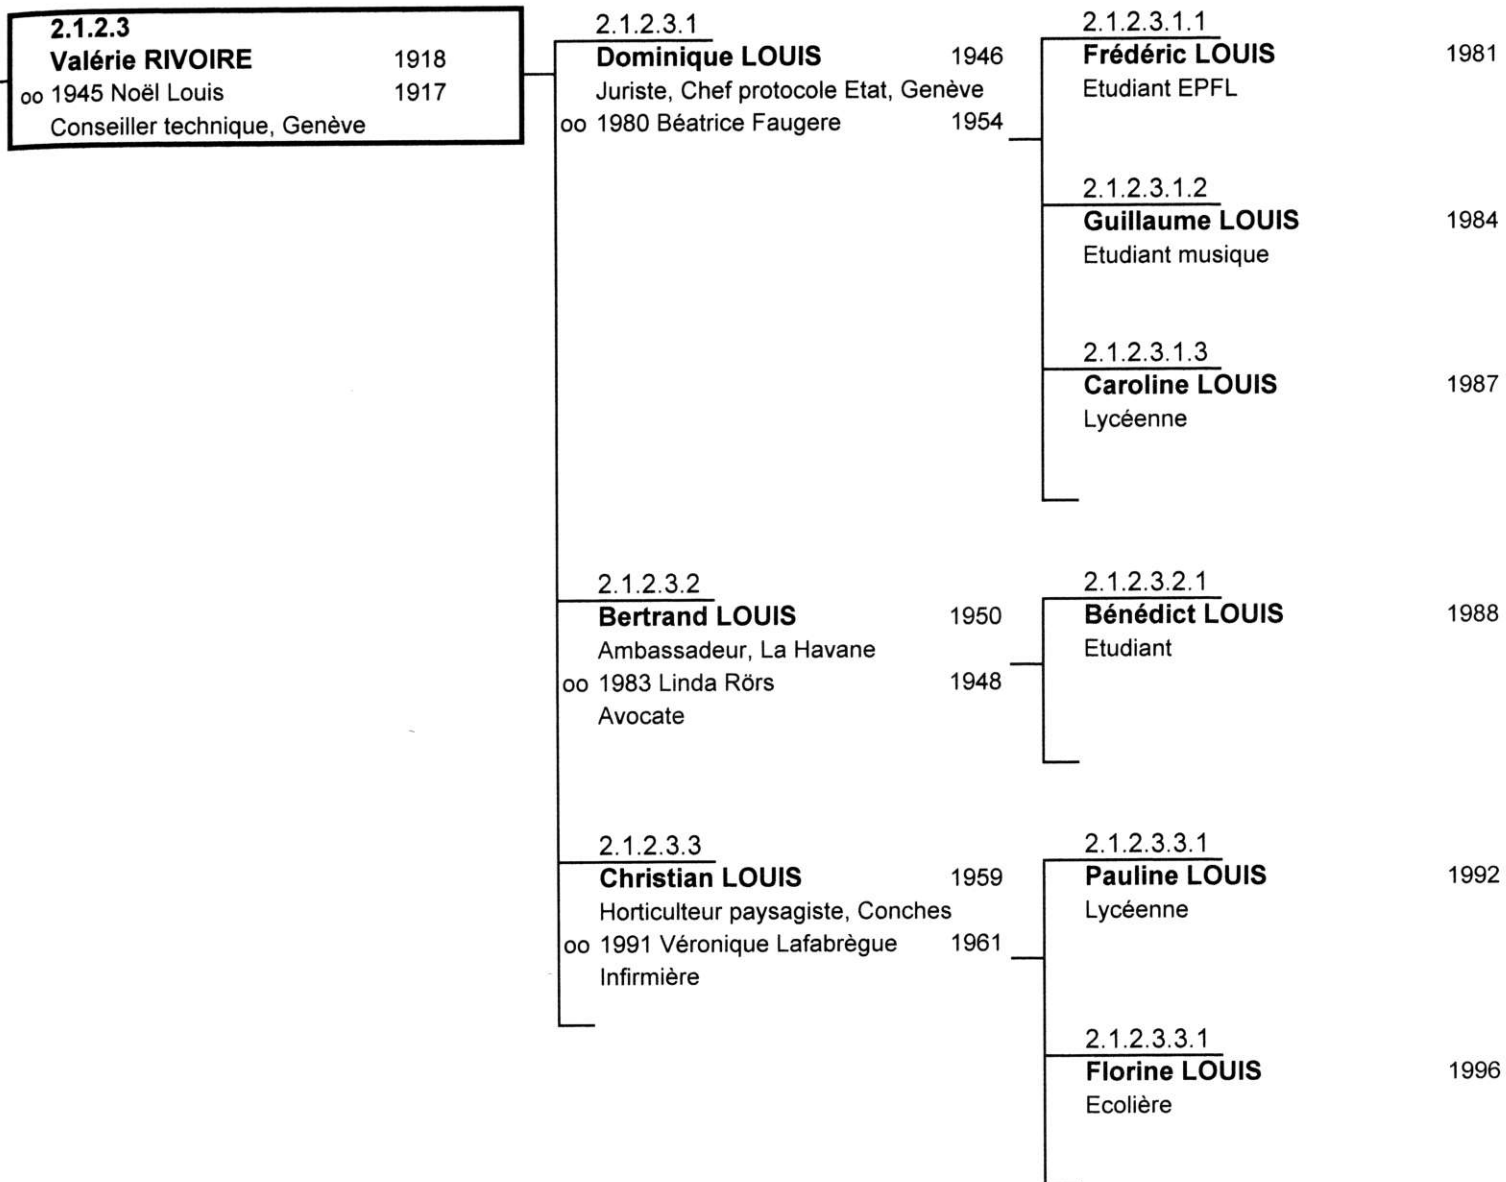 2.1.2.3
Valérie RIVOIRE 1918
oo 1945 Noël Louis 1917
Conseiller technique, Genève
2.1.2.3.1
Dominique LOUIS 1946
Juriste, Chef protocole Etat, Genève
oo 1980 Béatrice Faugere 1954
2.1.2.3.1.1
Frédéric LOUIS 1981
Etudiant EPFL
2.1.2.3.1.2
Guillaume LOUIS 1984
Etudiant musique
2.1.2.3.1.3
Caroline LOUIS 1987
Lycéenne
2.1.2.3.2
Bertrand LOUIS 1950
Ambassadeur, La Havane
oo 1983 Linda Rörs 1948
Avocate
2.1.2.3.2.1
Bénédict LOUIS 1988
Etudiant
2.1.2.3.3
Christian LOUIS 1959
Horticulteur paysagiste, Conches
oo 1991 Véronique Lafabrègue 1961
Infirmière
2.1.2.3.3.1
Pauline LOUIS 1992
Lycéenne
2.1.2.3.3.1
Florine LOUIS 1996
Ecolière